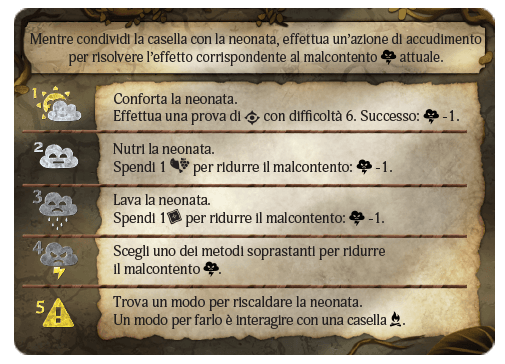 Mentre condividi la casella con la neonata, effettua un'azione di accudimento
per risolvere l'effetto corrispondente al malcontento attuale.
1
Conforta la neonata.
Effettua una prova di con difficoltà 6. Successo: -1.
2
Nutri la neonata.
Spendi 1 per ridurre il malcontento: -1.
3
Lava la neonata.
Spendi 1 per ridurre il malcontento: -1.
4
Scegli uno dei metodi soprastanti per ridurre
il malcontento .
5
Trova un modo per riscaldare la neonata.
Un modo per farlo è interagire con una casella .